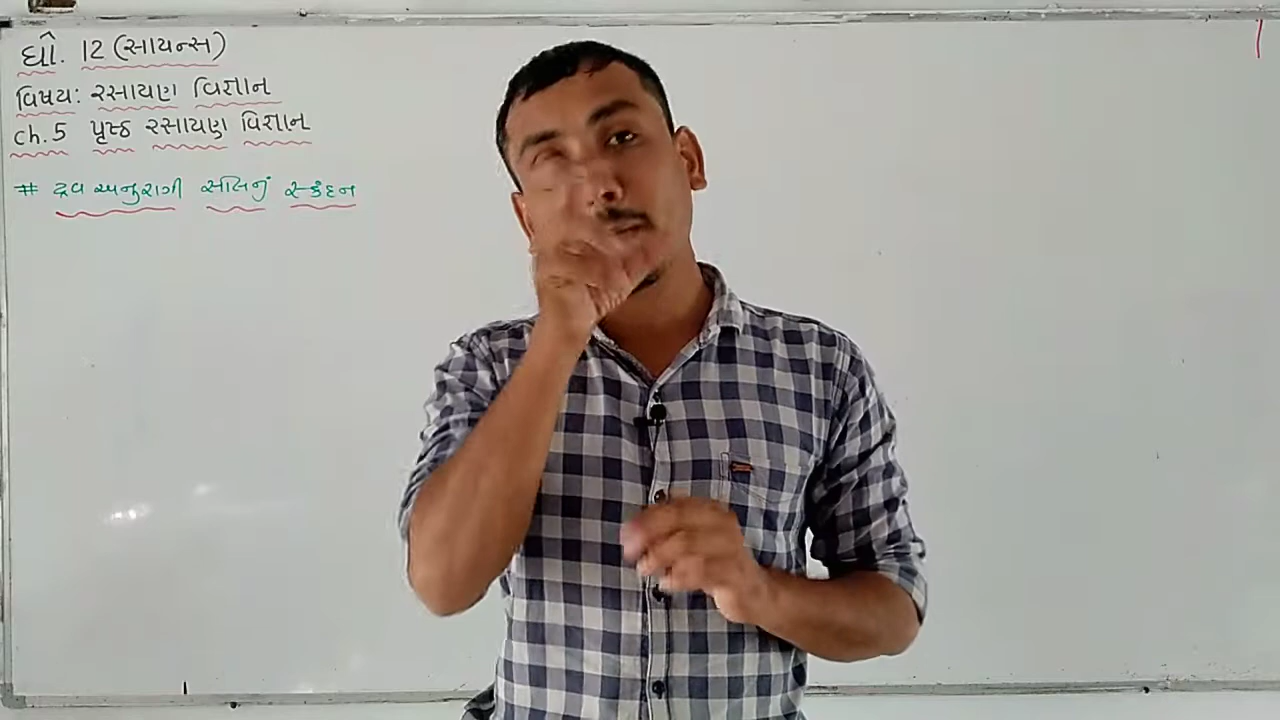 ધો. 12 (સાયન્સ)
વિષય: રસાયણ વિજ્ઞાન
ch. 5 પૃષ્ઠ રસાયણ વિજ્ઞાન
# દ્રવ અનુરાગી સોલનું સ્કંદન